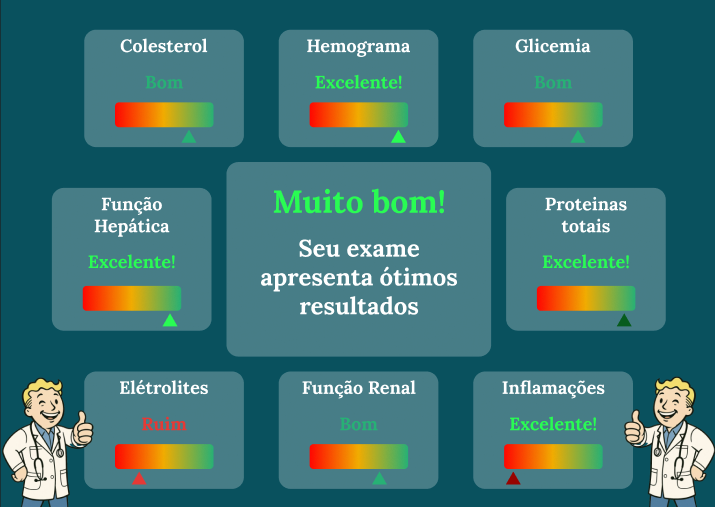 Colesterol
Bom
Hemograma
Excelente!
Glicemia
Bom
Função
Hepática
Excelente!
Muito bom!
Seu exame
apresenta ótimos
resultados
Proteinas
totais
Excelente!
Elétrolites
Ruim
Função Renal
Bom
Inflamações
Excelente!